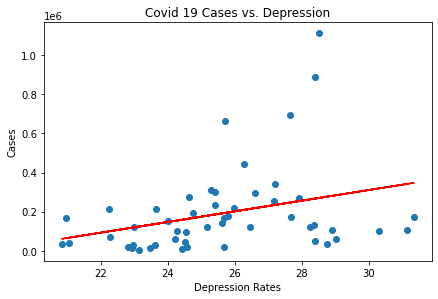 Covid 19 Cases vs. Depression
1e6
1.0
0.8
0.6
0.4
0.2
0.0
Cases
22
24
26
28
30
Depression Rates